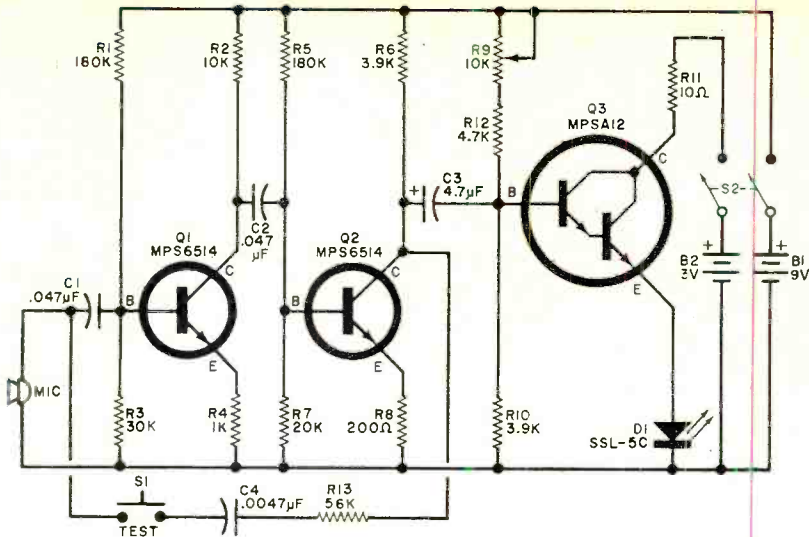 R1
180K
R2
10K
R5
180K
R6
3.9K
R9
10K
R11
10Ω
R12
4.7K
Q3
MPSA12
C
B
E
C3
+
4.7µF
S2
C2
.047
µF
Q1
MPS6514
C
B
E
Q2
MPS6514
C
B
E
C1
.047µF
+
B2
3V
+
B1
9V
MIC
R3
30K
R4
1K
R7
20K
R8
200Ω
R10
3.9K
D1
SSL-5C
S1
TEST
C4
.0047µF
R13
56K